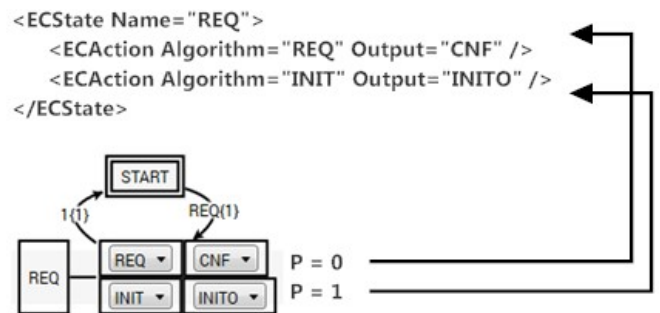 <ECState Name="REQ">
<ECAction Algorithm="REQ" Output="CNF" />
<ECAction Algorithm="INIT" Output="INITO" />
</ECState>
START
1{1}
REQ{1}
REQ
REQ CNF P = 0
INIT INITO P = 1